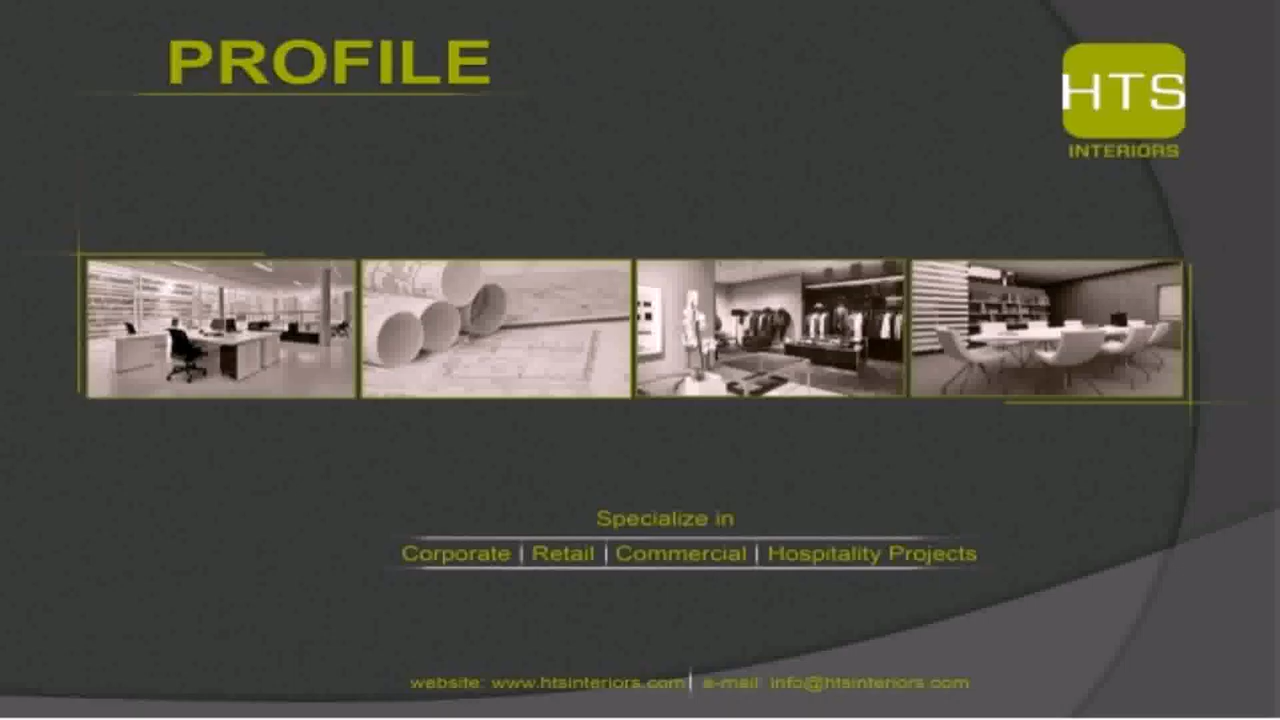 PROFILE
HTS
INTERIORS
Specialize in
Corporate | Retail | Commercial | Hospitality Projects
website: www.htsinteriors.com | e-mail: info@htsinteriors.com